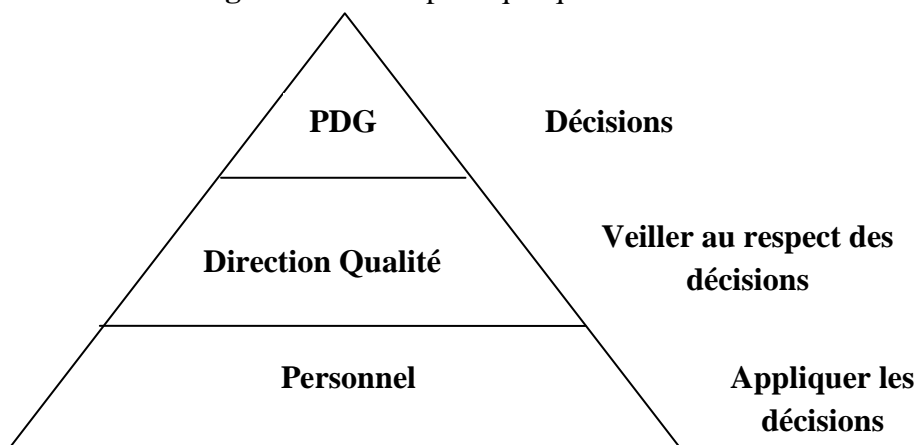 PDG
Décisions
Direction Qualité
Veiller au respect des
décisions
Personnel
Appliquer les
décisions